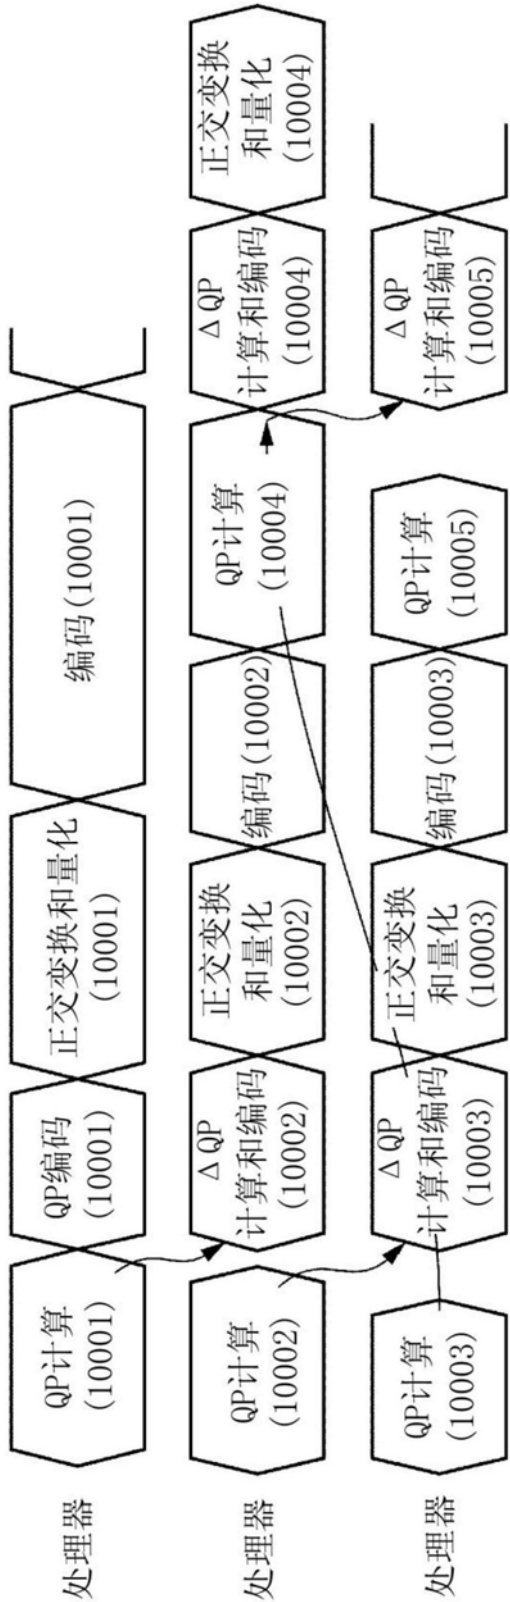 处理器
QP计算
(10001)
QP编码
(10001)
正交变换和量化
(10001)
编码(10001)
处理器
QP计算
(10002)
ΔQP
计算和编码
(10002)
正交变换
和量化
(10002)
编码(10002)
QP计算
(10004)
ΔQP
计算和编码
(10004)
正交变换
和量化
(10004)
处理器
QP计算
(10003)
ΔQP
计算和编码
(10003)
正交变换
和量化
(10003)
编码(10003)
QP计算
(10005)
ΔQP
计算和编码
(10005)